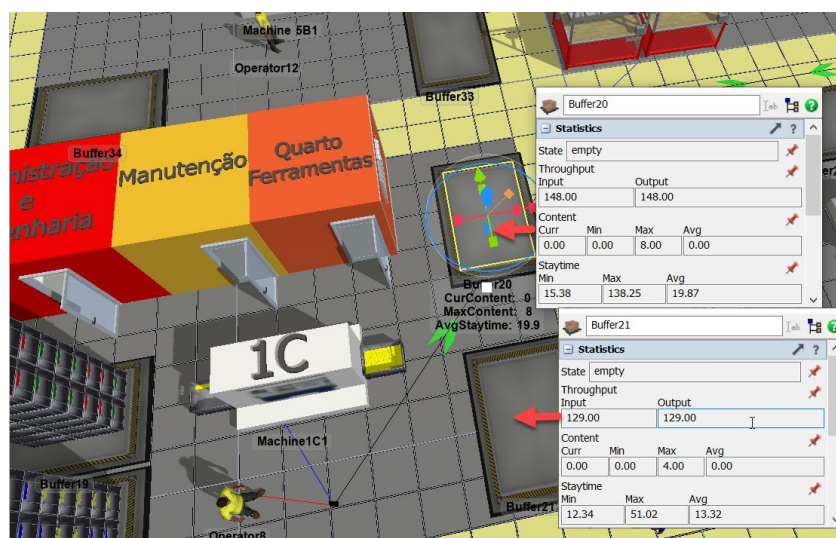 Machine 5B1
Operator12
Buffer33
Buffer34
Manutenção
Quarto
Ferramentas
e
Buffer20
Statistics
State empty
Throughput
Input Output
148.00 148.00
Content
Curr Min Max Avg
0.00 0.00 8.00 0.00
Staytime
Min Max Avg
15.38 138.25 19.87
CurContent: 0
MaxContent: 8
AvgStaytime: 19.9
1C
Machine1C1
Buffer19
Operator8
Buffer21
Buffer21
Statistics
State empty
Throughput
Input Output
129.00 129.00
Content
Curr Min Max Avg
0.00 0.00 4.00 0.00
Staytime
Min Max Avg
12.34 51.02 13.32